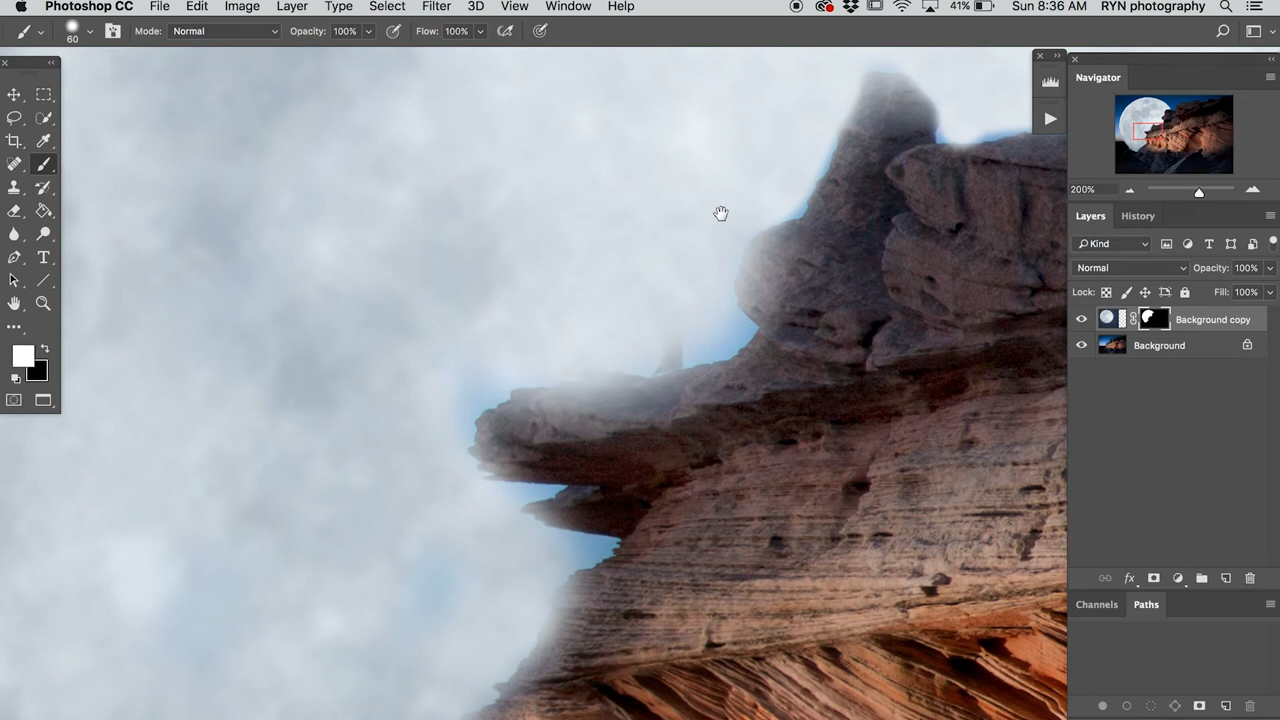 Photoshop CC File Edit Image Layer Type Select Filter 3D View Window Help 41% Sun 8:36 AM RYN photography
60 Mode: Normal Opacity: 100% Flow: 100%
Navigator
200%
Layers History
Kind
Normal Opacity: 100%
Lock: Fill: 100%
Background copy
Background
fx
Channels Paths